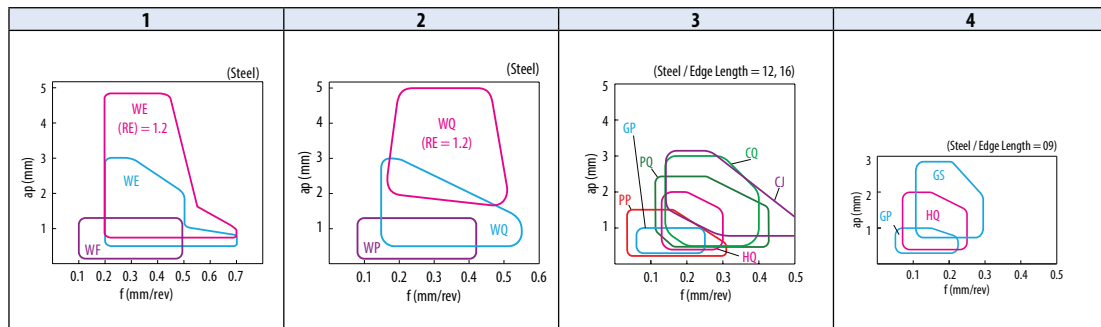 1
2
3
4
(Steel)
5
4
3
2
1
ap (mm)
WE
(RE) = 1.2
WE
WF
0.1 0.2 0.3 0.4 0.5 0.6 0.7
f (mm/rev)
(Steel)
5
4
3
2
1
ap (mm)
WQ
(RE = 1.2)
WQ
WP
0.1 0.2 0.3 0.4 0.5 0.6
f (mm/rev)
(Steel / Edge Length = 12, 16)
5
4
3
2
1
ap (mm)
GP
PQ
CQ
CJ
PP
HQ
0.1 0.2 0.3 0.4 0.5
f (mm/rev)
(Steel / Edge Length = 09)
3
2
1
ap (mm)
GS
HQ
GP
0.1 0.2 0.3 0.4 0.5
f (mm/rev)